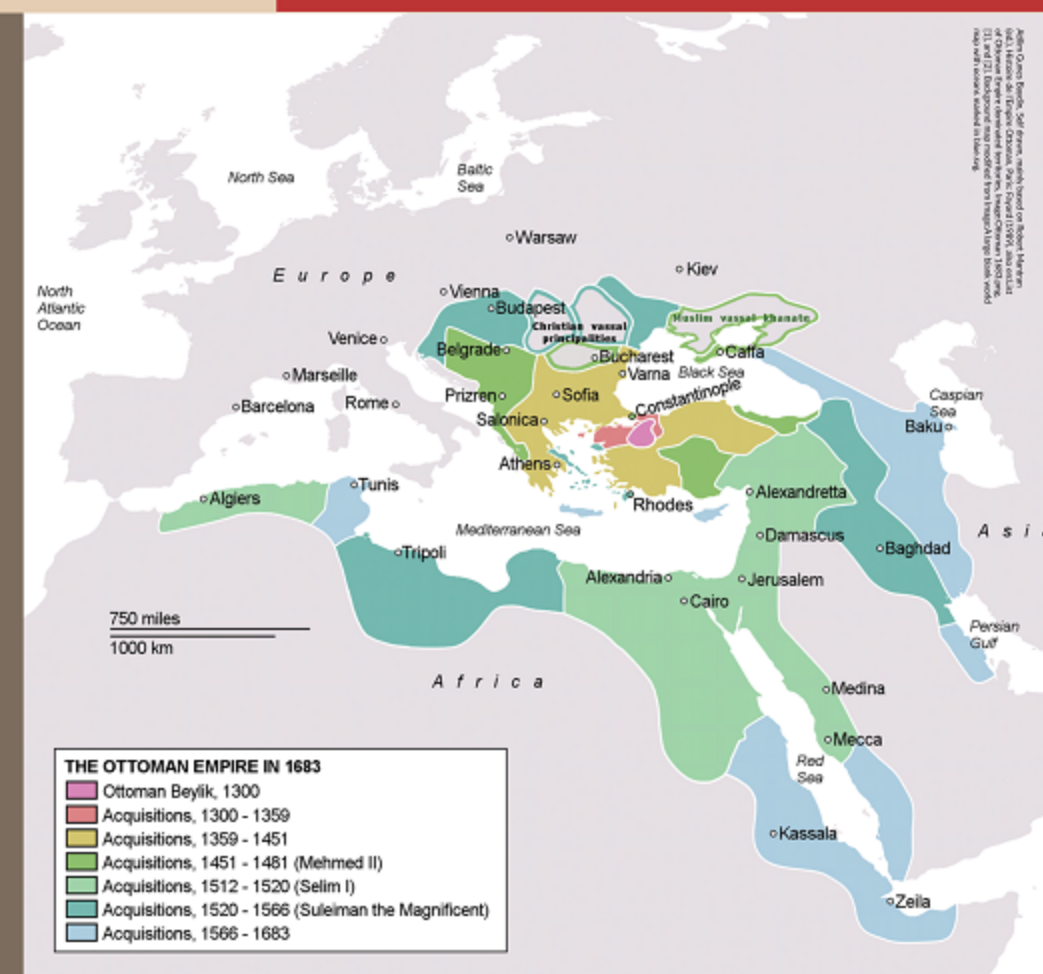 North Sea
Baltic
Sea
Warsaw
Europe
Kiev
North
Atlantic
Ocean
Vienna
Budapest
Muslim vassal khanate
Christian vassal
principalities
Venice
Belgrade
Bucharest
Caffa
Black Sea
Marseille
Varna
Caspian
Sea
Barcelona
Rome
Prizren
Sofia
Constantinople
Salonica
Baku
Athens
Algiers
Tunis
Rhodes
Alexandretta
Mediterranean Sea
Asi
Damascus
Tripoli
Baghdad
Alexandria
Jerusalem
Cairo
750 miles
1000 km
Persian
Gulf
Africa
Medina
Mecca
Red
Sea
Kassala
Zeila
THE OTTOMAN EMPIRE IN 1683
Ottoman Beylik, 1300
Acquisitions, 1300 - 1359
Acquisitions, 1359 - 1451
Acquisitions, 1451 - 1481 (Mehmed II)
Acquisitions, 1512 - 1520 (Selim I)
Acquisitions, 1520 - 1566 (Suleiman the Magnificent)
Acquisitions, 1566 - 1683